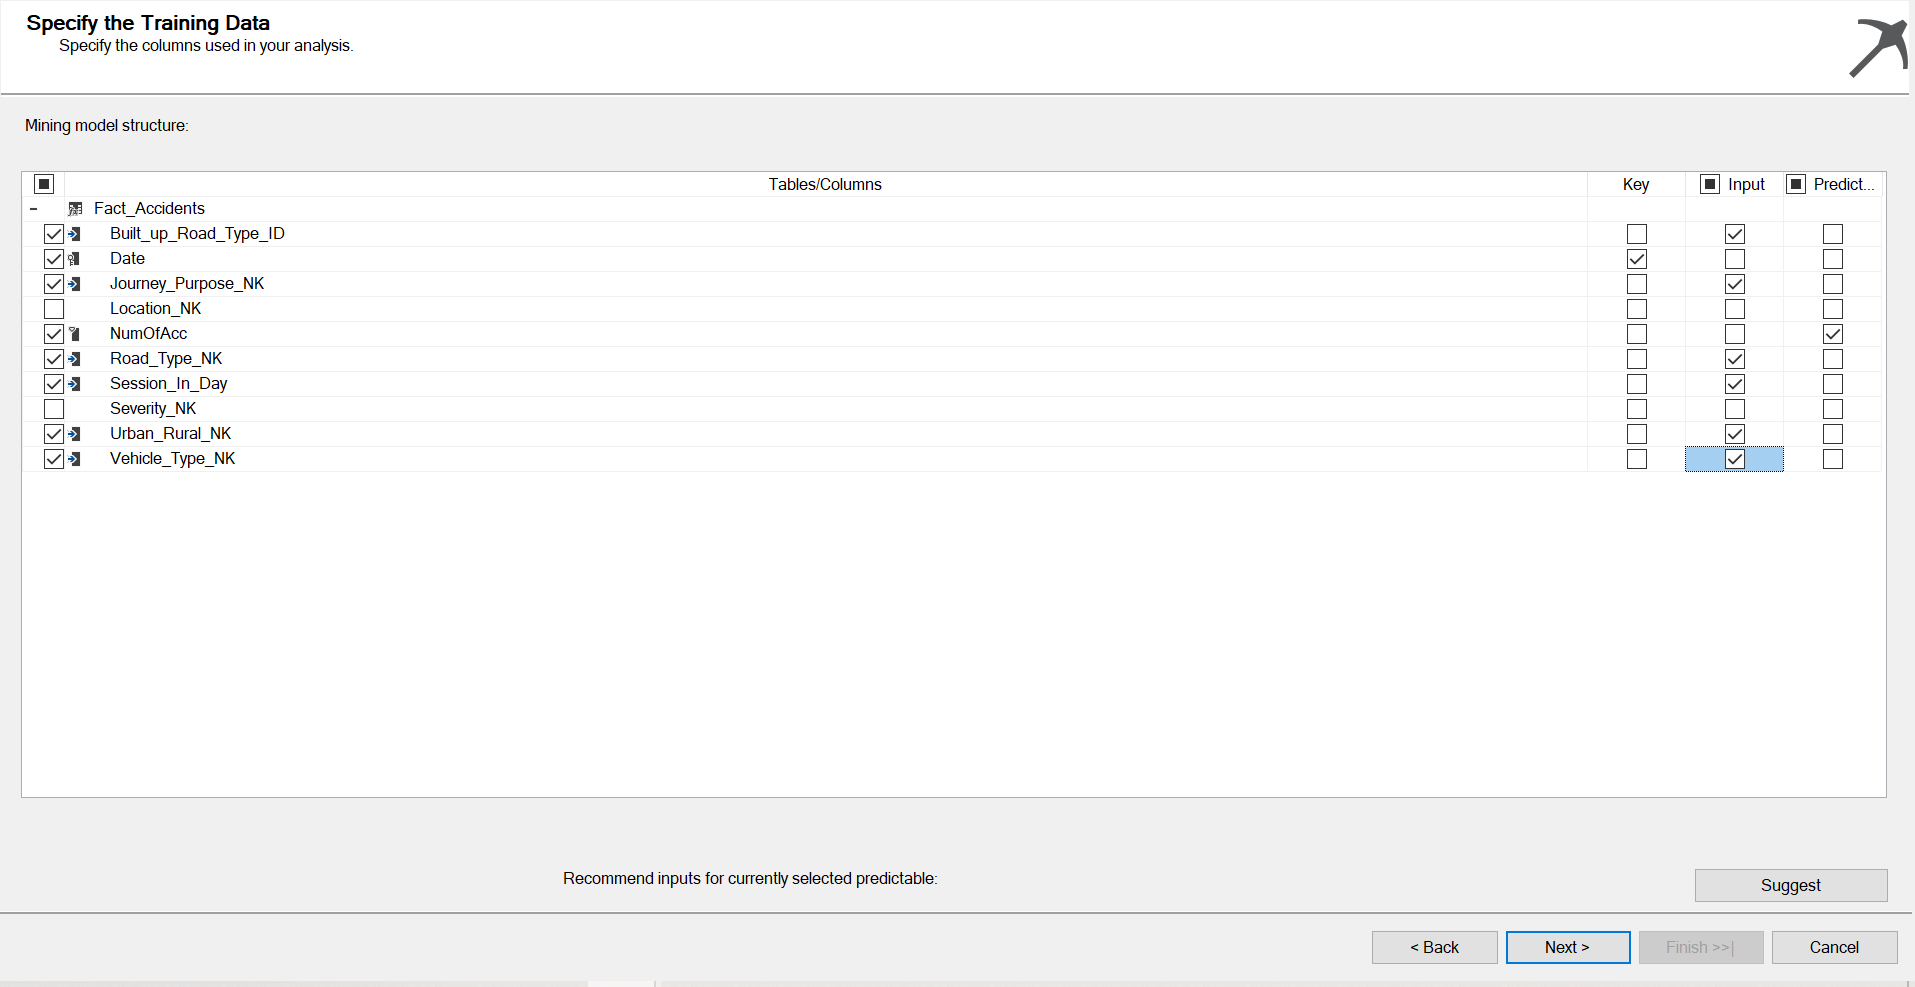 Specify the Training Data
Specify the columns used in your analysis.
Mining model structure:
Tables/Columns Key Input Predict...
Fact_Accidents
Built_up_Road_Type_ID
Date
Journey_Purpose_NK
Location_NK
NumOfAcc
Road_Type_NK
Session_In_Day
Severity_NK
Urban_Rural_NK
Vehicle_Type_NK
Recommend inputs for currently selected predictable:
Suggest
< Back Next > Finish >>| Cancel